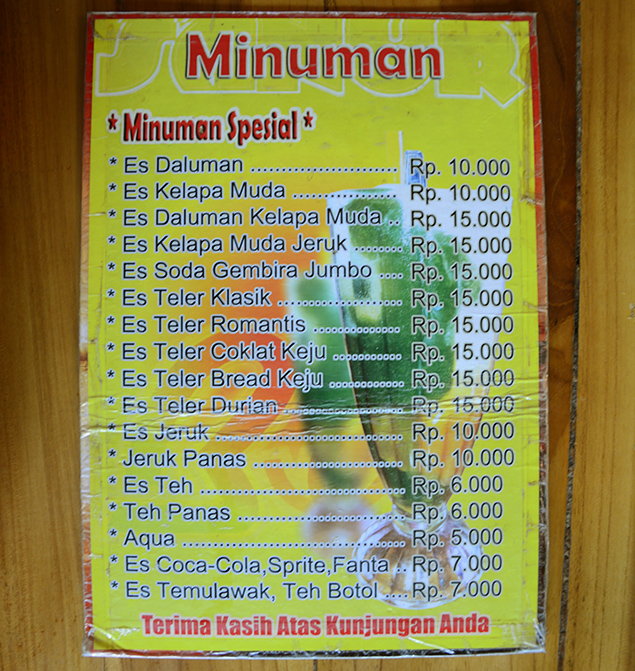 Minuman
* Minuman Spesial *
* Es Daluman ........................ Rp. 10.000
* Es Kelapa Muda ................. Rp. 10.000
* Es Daluman Kelapa Muda .. Rp. 15.000
* Es Kelapa Muda Jeruk ........ Rp. 15.000
* Es Soda Gembira Jumbo .... Rp. 15.000
* Es Teler Klasik .................... Rp. 15.000
* Es Teler Romantis .............. Rp. 15.000
* Es Teler Coklat Keju ........... Rp. 15.000
* Es Teler Bread Keju ............ Rp. 15.000
* Es Teler Durian ................... Rp. 15.000
* Es Jeruk .............................. Rp. 10.000
* Jeruk Panas ........................ Rp. 10.000
* Es Teh ................................. Rp. 6.000
* Teh Panas ........................... Rp. 6.000
* Aqua .................................... Rp. 5.000
* Es Coca-Cola,Sprite,Fanta .. Rp. 7.000
* Es Temulawak, Teh Botol .... Rp. 7.000
Terima Kasih Atas Kunjungan Anda